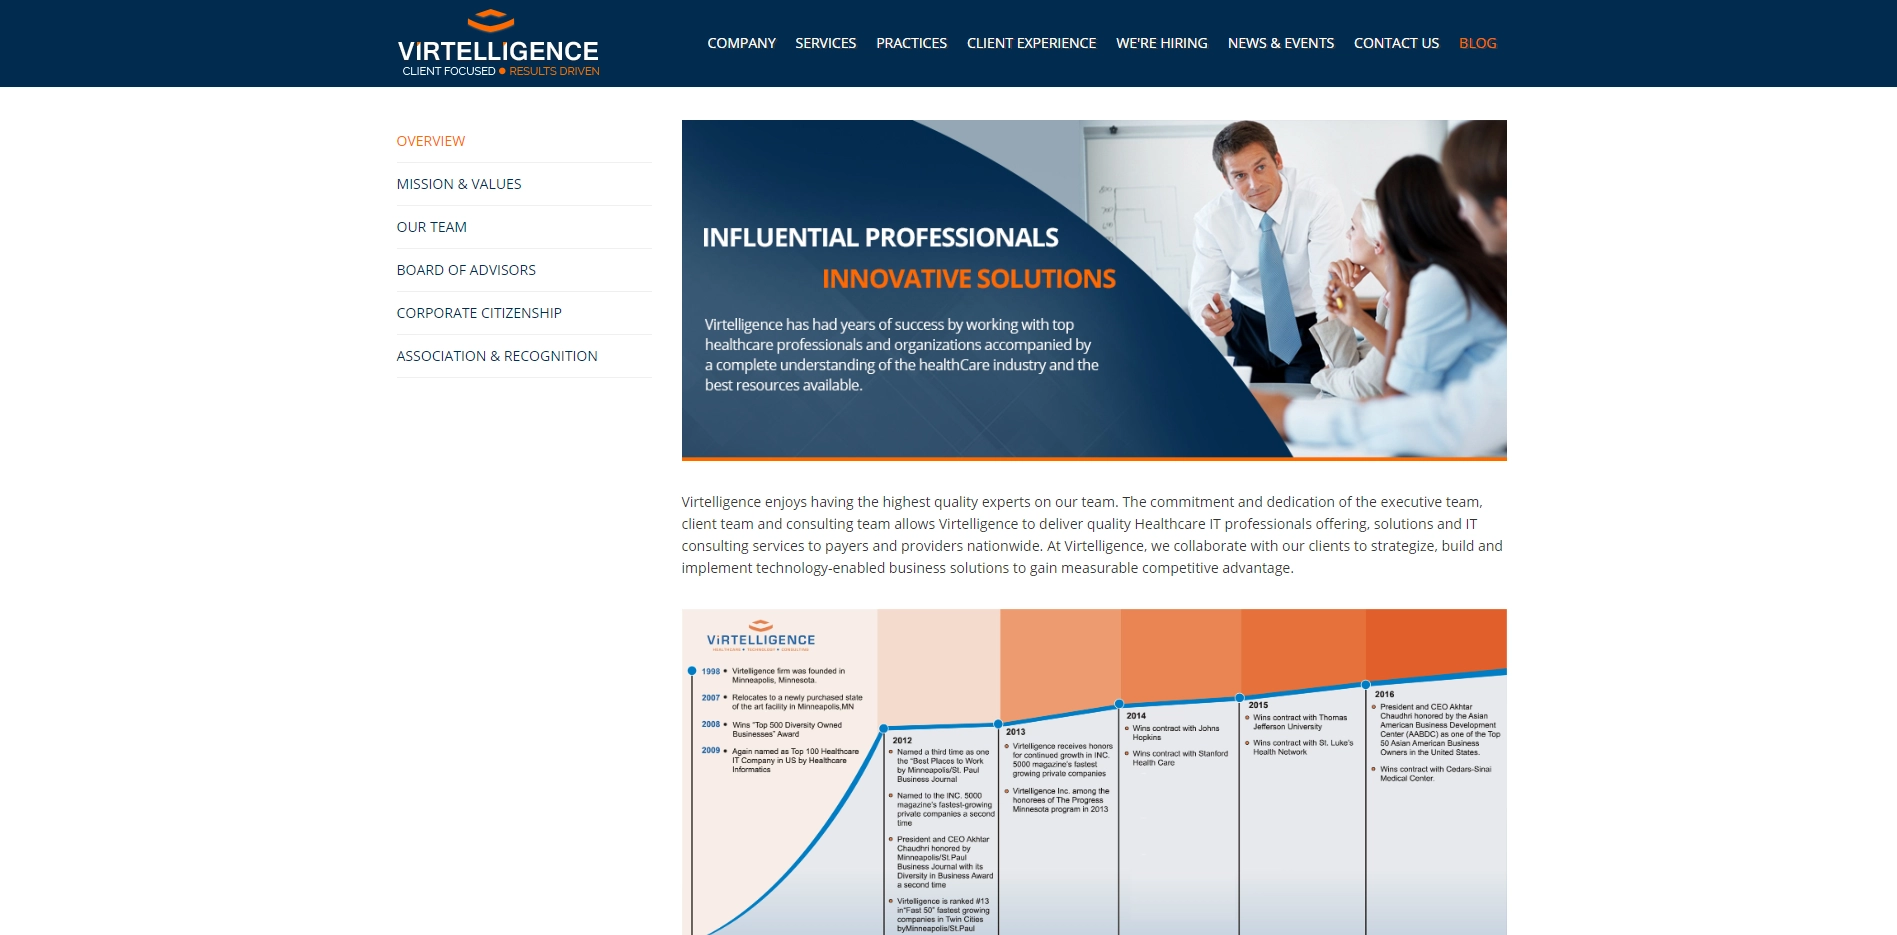 VIRTELLIGENCE
CLIENT FOCUSED • RESULTS DRIVEN
COMPANY SERVICES PRACTICES CLIENT EXPERIENCE WE'RE HIRING NEWS & EVENTS CONTACT US BLOG
OVERVIEW
MISSION & VALUES
OUR TEAM
BOARD OF ADVISORS
CORPORATE CITIZENSHIP
ASSOCIATION & RECOGNITION
INFLUENTIAL PROFESSIONALS
INNOVATIVE SOLUTIONS
Virtelligence has had years of success by working with top
healthcare professionals and organizations accompanied by
a complete understanding of the healthCare industry and the
best resources available.
Virtelligence enjoys having the highest quality experts on our team. The commitment and dedication of the executive team,
client team and consulting team allows Virtelligence to deliver quality Healthcare IT professionals offering, solutions and IT
consulting services to payers and providers nationwide. At Virtelligence, we collaborate with our clients to strategize, build and
implement technology-enabled business solutions to gain measurable competitive advantage.
ViRTELLIGENCE
HEALTHCARE • TECHNOLOGY • CONSULTING
1998 • Virtelligence firm was founded in
Minneapolis, Minnesota.
2007 • Relocates to a newly purchased state
of the art facility in Minneapolis,MN
2008 • Wins "Top 500 Diversity Owned
Businesses" Award
2009 • Again named as Top 100 Healthcare
IT Company in US by Healthcare
Informatics
2012
Named a third time as one
the "Best Places to Work
by Minneapolis/St. Paul
Business Journal
Named to the INC. 5000
magazine's fastest-growing
private companies a second
time
President and CEO Akhtar
Chaudhri honored by
Minneapolis/St.Paul
Business Journal with its
Diversity in Business Award
a second time
Virtelligence is ranked #13
in"Fast 50" fastest growing
companies in Twin Cities
byMinneapolis/St.Paul
2013
Virtelligence receives honors
for continued growth in INC.
5000 magazine's fastest
growing private companies
Virtelligence Inc. among the
honorees of The Progress
Minnesota program in 2013
2014
Wins contract with Johns
Hopkins
Wins contract with Stanford
Health Care
2015
Wins contract with Thomas
Jefferson University
Wins contract with St. Luke's
Health Network
2016
President and CEO Akhtar
Chaudhri honored by the Asian
American Business Development
Center (AABDC) as one of the Top
50 Asian American Business
Owners in the United States.
Wins contract with Cedars-Sinai
Medical Center.